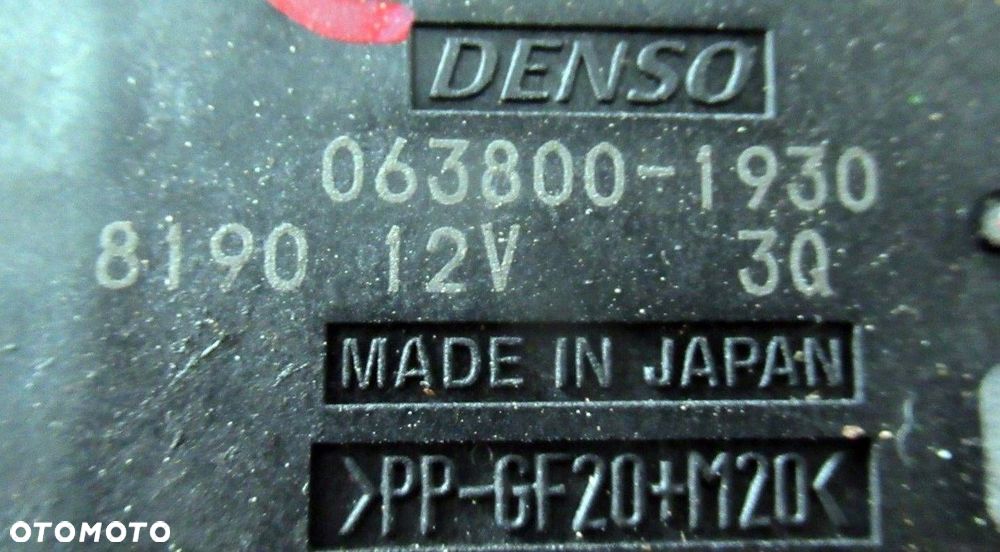 DENSO
063800-1930
8190 12V 3Q
MADE IN JAPAN
>PP-GF20+M20<
OTOMOTO